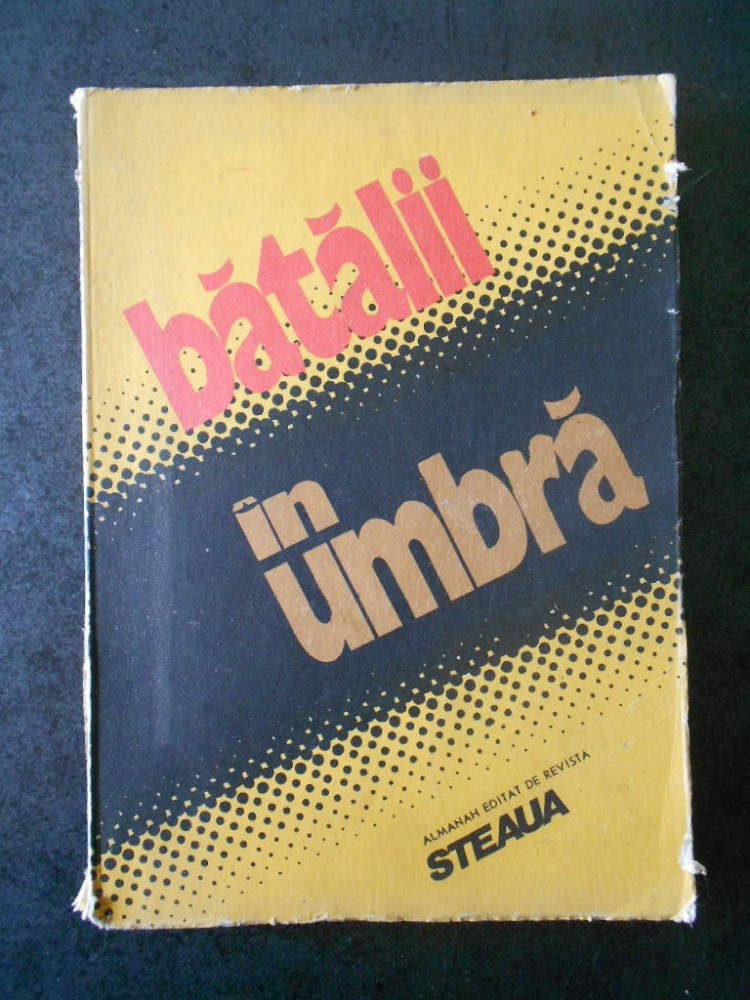 bătălii
în
umbră
ALMANAH EDITAT DE REVISTA
STEAUA